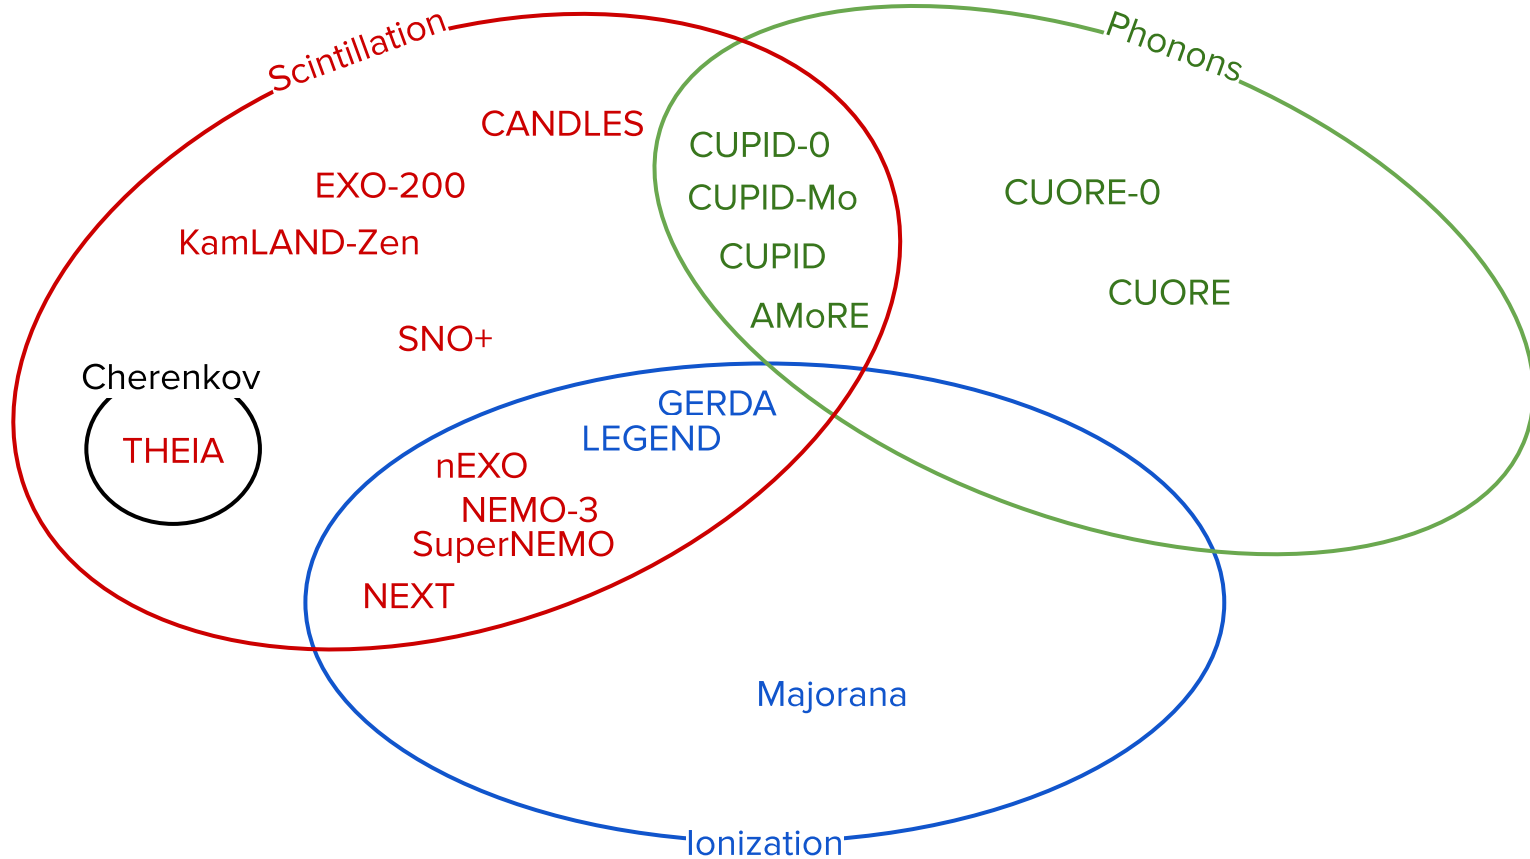 Scintillation
Phonons
CANDLES
CUPID-0
EXO-200
CUPID-Mo
CUORE-0
KamLAND-Zen
CUPID
CUORE
AMoRE
SNO+
Cherenkov
GERDA
LEGEND
THEIA
nEXO
NEMO-3
SuperNEMO
NEXT
Majorana
Ionization